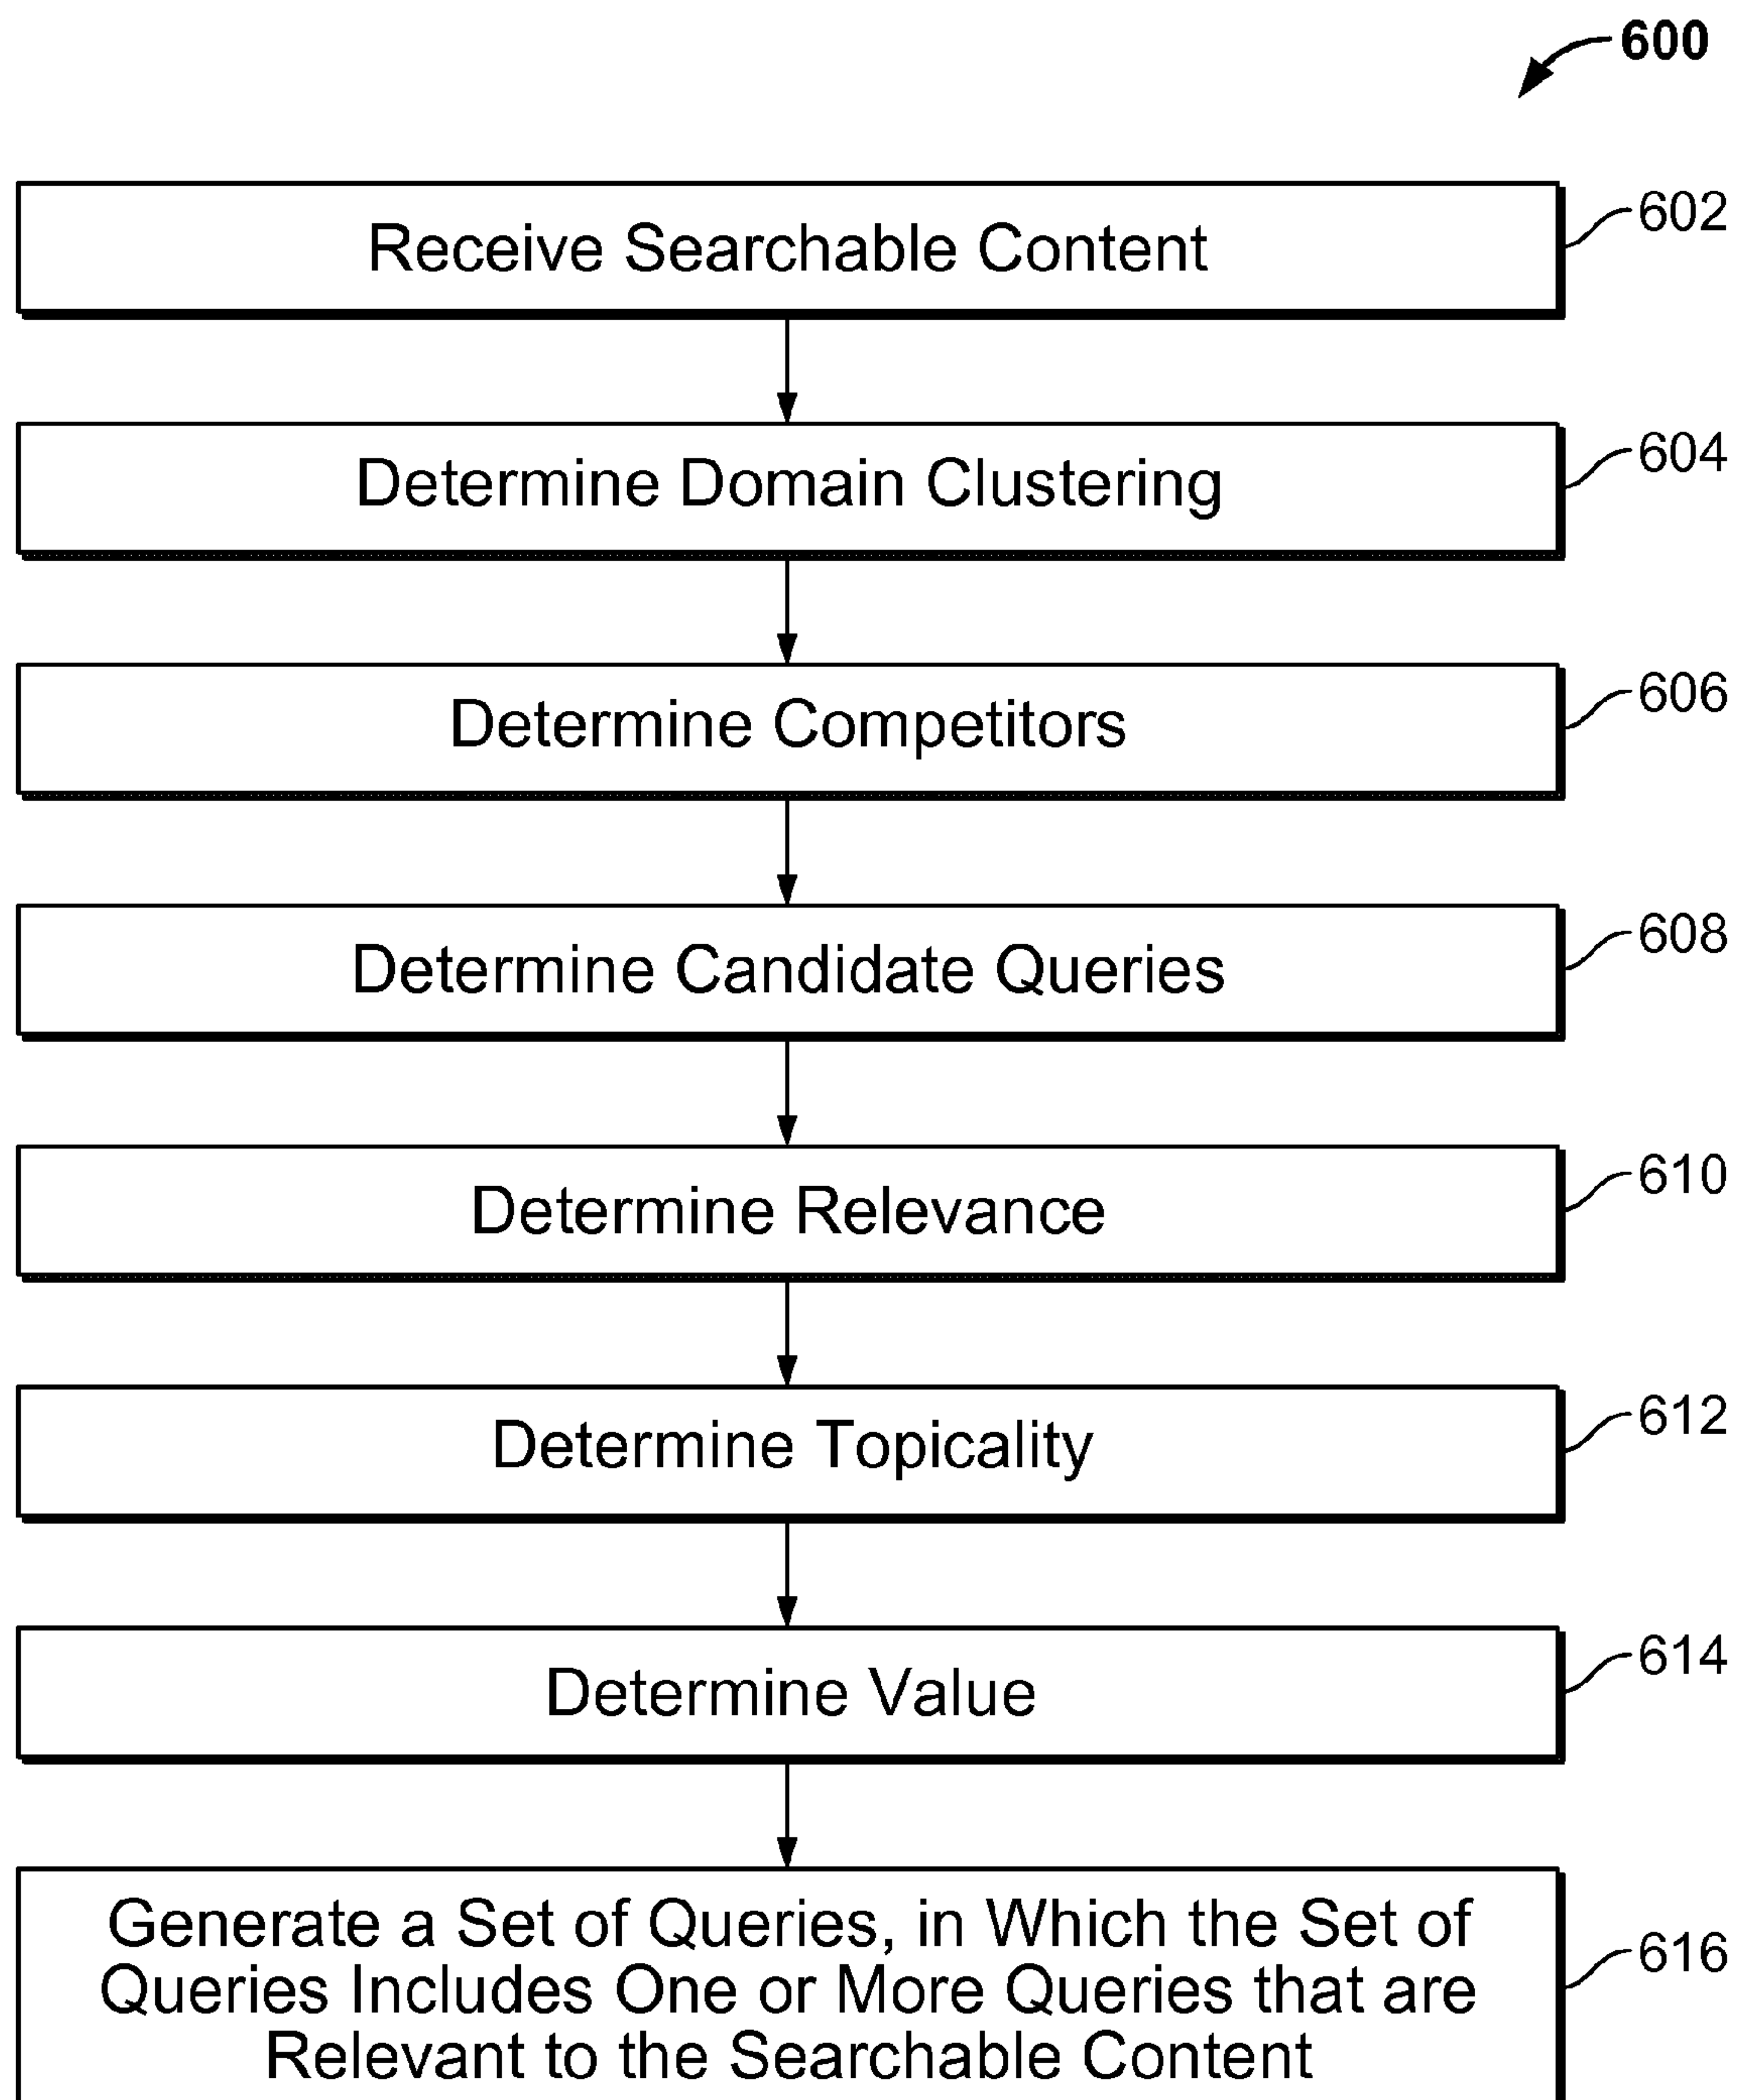 600
Receive Searchable Content
602
Determine Domain Clustering
604
Determine Competitors
606
Determine Candidate Queries
608
Determine Relevance
610
Determine Topicality
612
Determine Value
614
Generate a Set of Queries, in Which the Set of
Queries Includes One or More Queries that are
Relevant to the Searchable Content
616